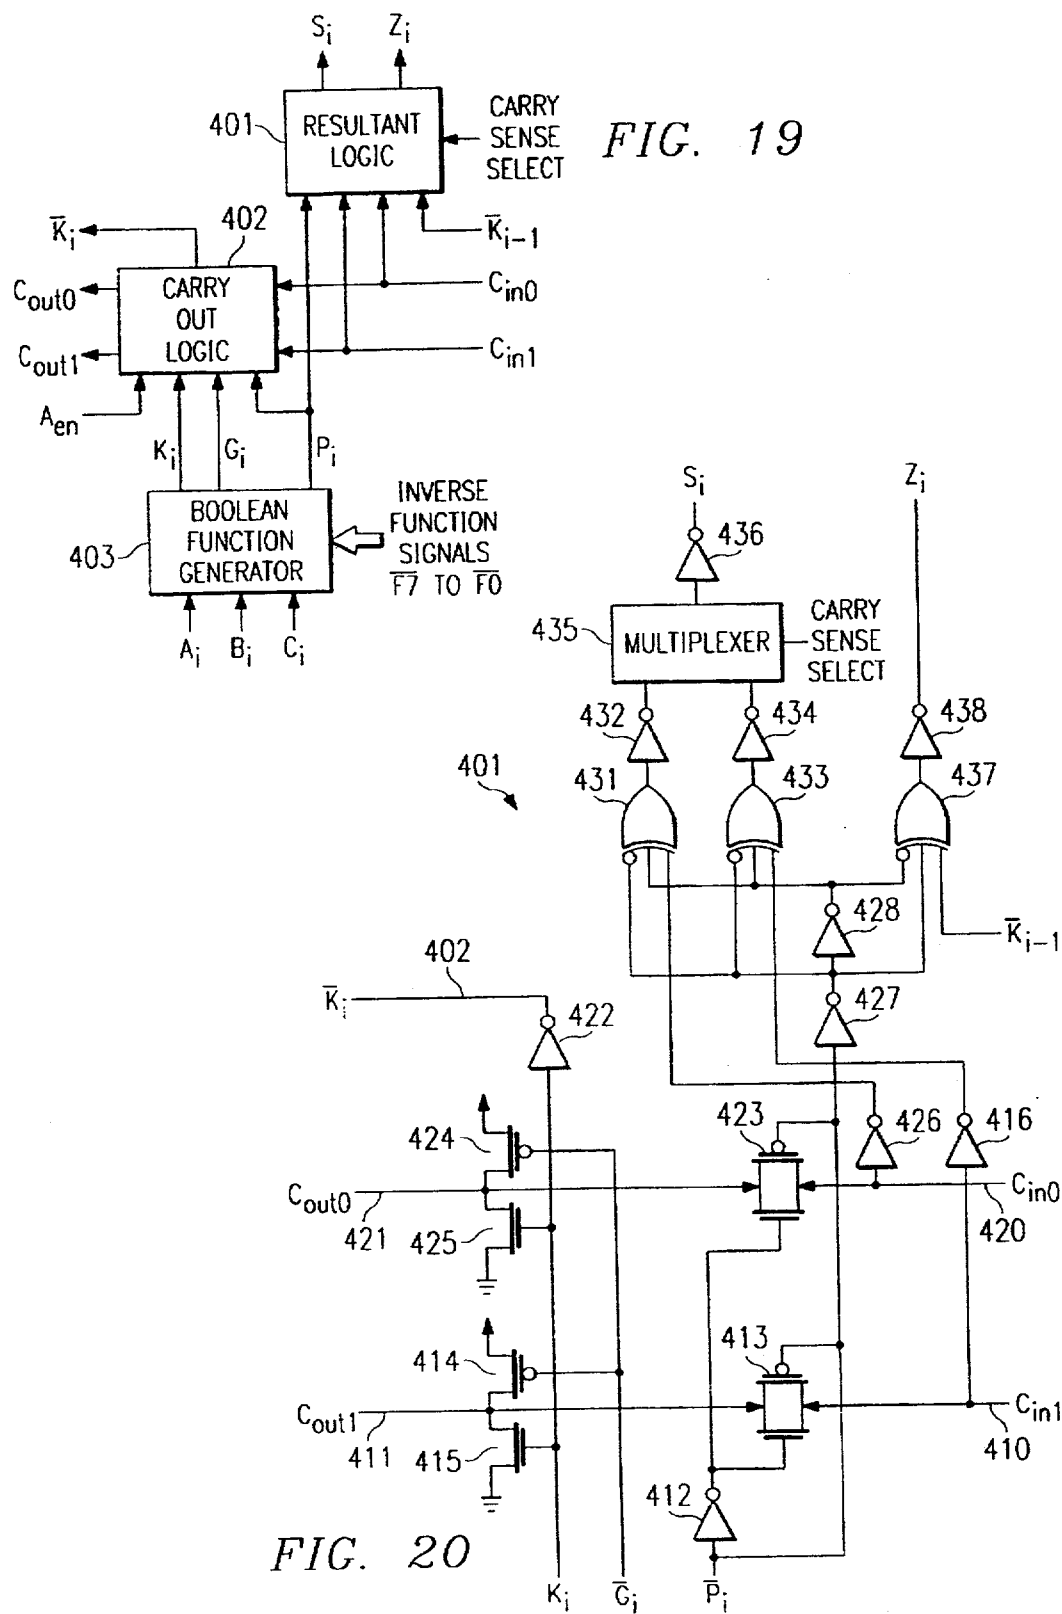 S_i Z_i
401 RESULTANT LOGIC
CARRY SENSE SELECT
FIG. 19
K̅_i 402
K̅_{i-1}
C_out0 CARRY OUT LOGIC C_in0
C_out1 C_in1
A_en
K_i G_i P_i
403 BOOLEAN FUNCTION GENERATOR
INVERSE FUNCTION SIGNALS F̅7̅ TO F̅0̅
A_i B_i C_i
S_i Z_i
436
435 MULTIPLEXER
CARRY SENSE SELECT
432 434 438
401 431 433 437
428 K̅_{i-1}
402
K̅_i 422 427
424 423 426 416
C_out0 C_in0
421 425 420
414 413
C_out1 C_in1
411 415 410
412
FIG. 20
K_i G̅_i P̅_i